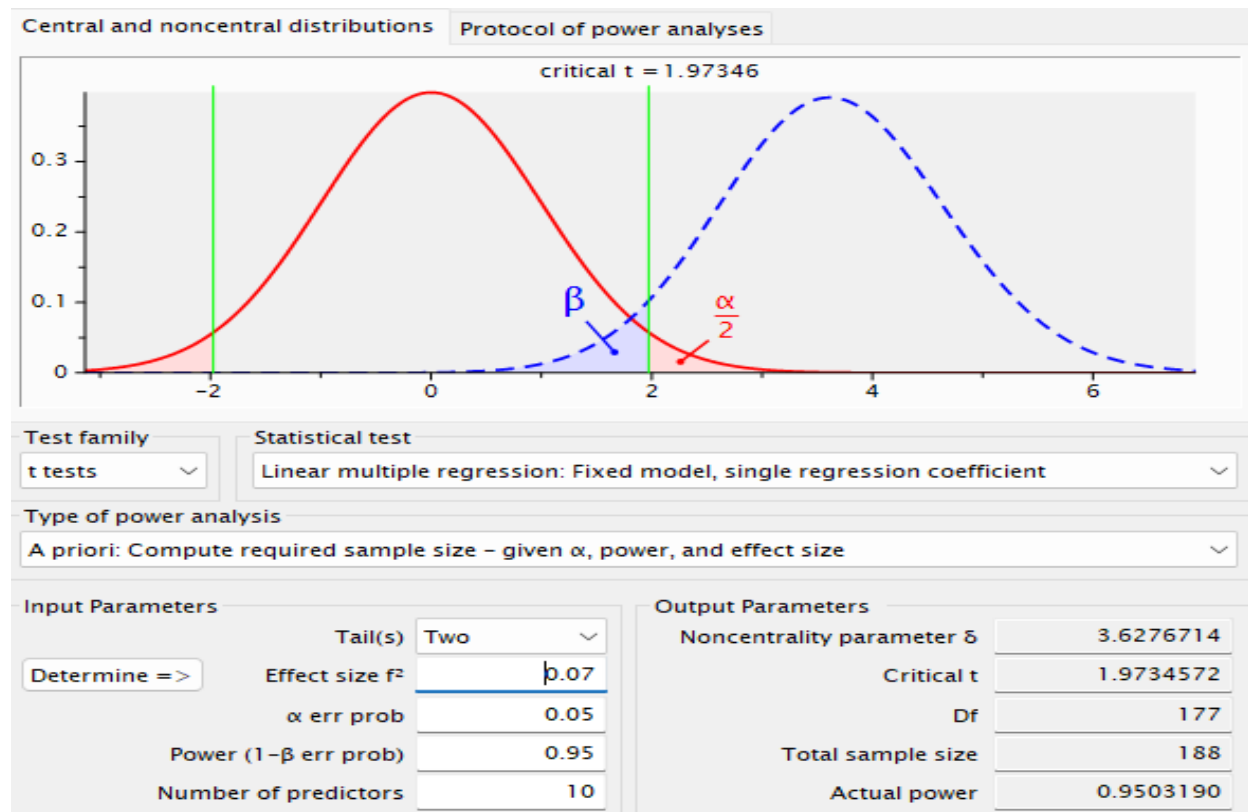 Central and noncentral distributions Protocol of power analyses
critical t = 1.97346
0.3
0.2
0.1
0
β
α
2
-2 0 2 4 6
Test family Statistical test
t tests Linear multiple regression: Fixed model, single regression coefficient
Type of power analysis
A priori: Compute required sample size – given α, power, and effect size
Input Parameters Output Parameters
Tail(s) Two Noncentrality parameter δ 3.6276714
Determine => Effect size f² 0.07 Critical t 1.9734572
α err prob 0.05 Df 177
Power (1-β err prob) 0.95 Total sample size 188
Number of predictors 10 Actual power 0.9503190